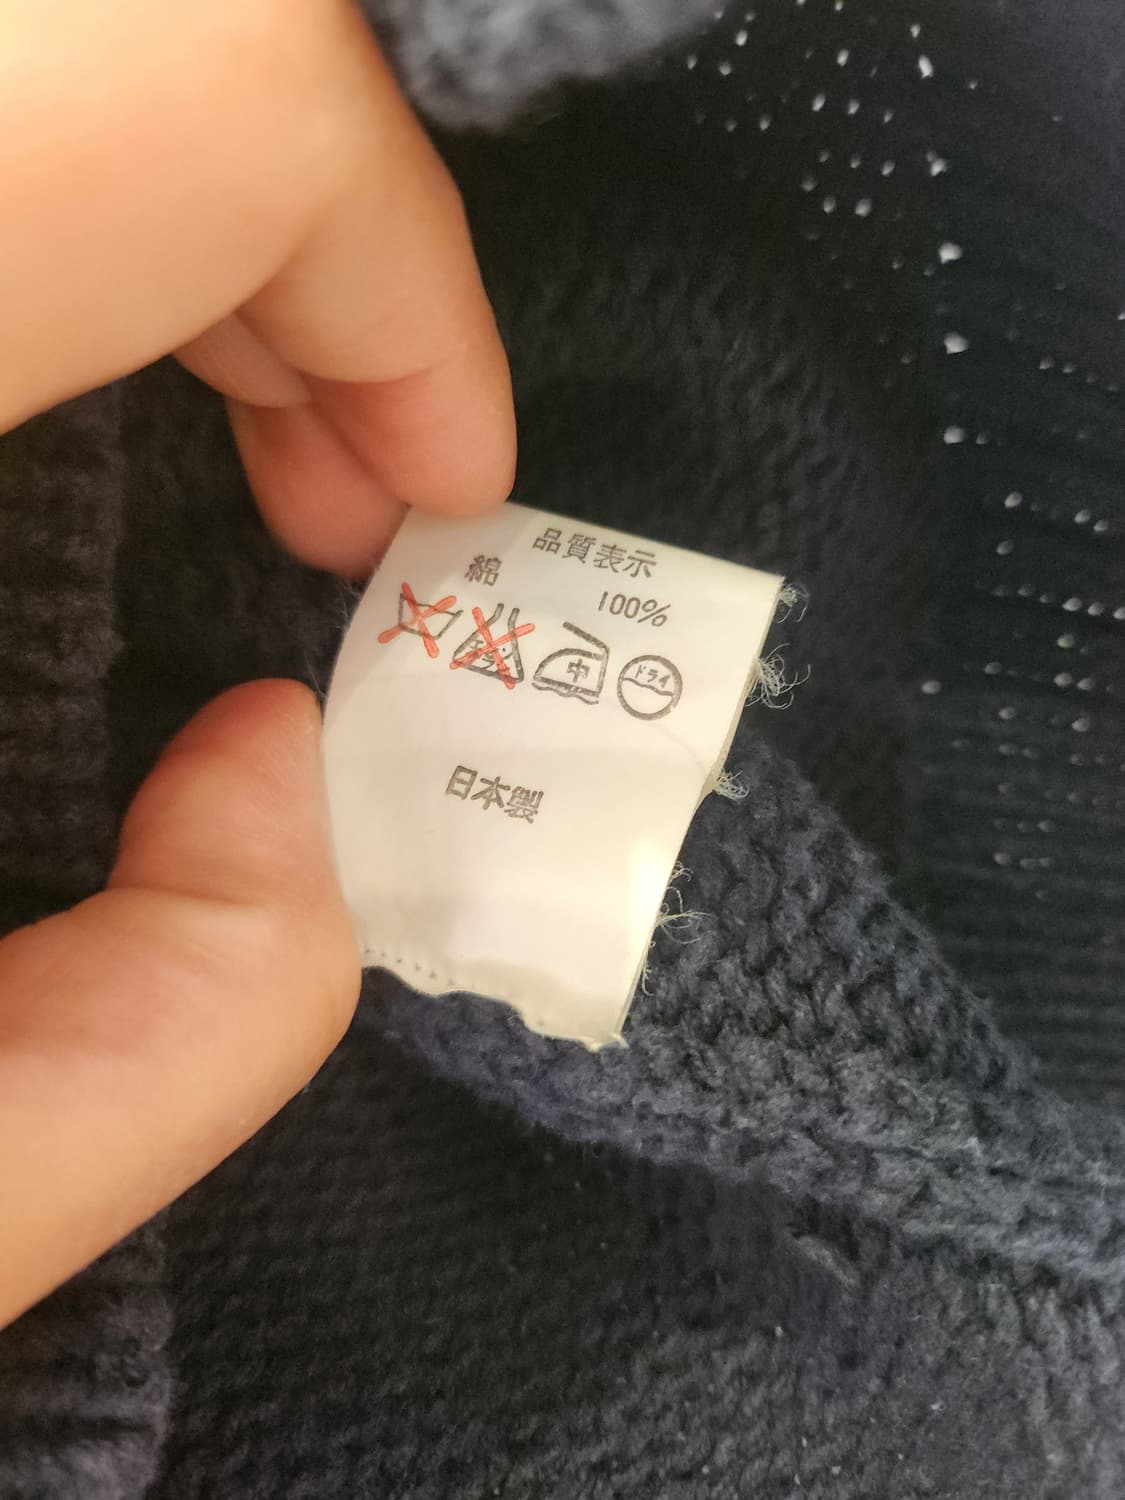 品質表示
綿 100%
中
ドライ
日本製